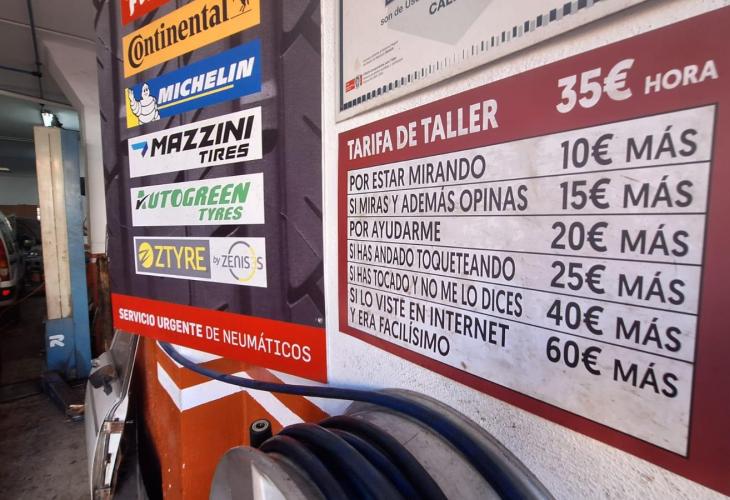 Continental
MICHELIN
MAZZINI
TIRES
AUTOGREEN
TYRES
ZTYRE by ZENISES
SERVICIO URGENTE DE NEUMÁTICOS
son de Uso
TARIFA DE TALLER 35€ HORA
POR ESTAR MIRANDO 10€ MÁS
SI MIRAS Y ADEMÁS OPINAS 15€ MÁS
POR AYUDARME 20€ MÁS
SI HAS ANDADO TOQUETEANDO 25€ MÁS
SI HAS TOCADO Y NO ME LO DICES 40€ MÁS
SI LO VISTE EN INTERNET
Y ERA FACILÍSIMO 60€ MÁS